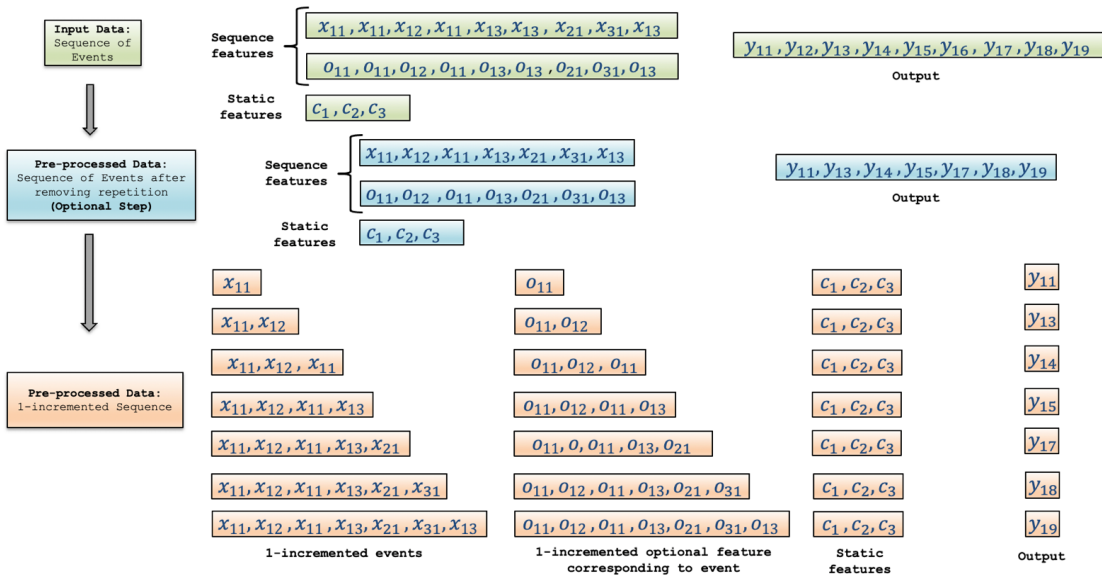 Input Data:
Sequence of
Events
Sequence
features
x₁₁, x₁₁, x₁₂, x₁₁, x₁₃, x₁₃, x₂₁, x₃₁, x₁₃
o₁₁, o₁₁, o₁₂, o₁₁, o₁₃, o₁₃, o₂₁, o₃₁, o₁₃
y₁₁, y₁₂, y₁₃, y₁₄, y₁₅, y₁₆, y₁₇, y₁₈, y₁₉
Output
Static
features
c₁, c₂, c₃
Pre-processed Data:
Sequence of Events after
removing repetition
(Optional Step)
Sequence
features
x₁₁, x₁₂, x₁₁, x₁₃, x₂₁, x₃₁, x₁₃
o₁₁, o₁₂, o₁₁, o₁₃, o₂₁, o₃₁, o₁₃
y₁₁, y₁₃, y₁₄, y₁₅, y₁₇, y₁₈, y₁₉
Output
Static
features
c₁, c₂, c₃
Pre-processed Data:
1-incremented Sequence
x₁₁ o₁₁ c₁, c₂, c₃ y₁₁
x₁₁, x₁₂ o₁₁, o₁₂ c₁, c₂, c₃ y₁₃
x₁₁, x₁₂, x₁₁ o₁₁, o₁₂, o₁₁ c₁, c₂, c₃ y₁₄
x₁₁, x₁₂, x₁₁, x₁₃ o₁₁, o₁₂, o₁₁, o₁₃ c₁, c₂, c₃ y₁₅
x₁₁, x₁₂, x₁₁, x₁₃, x₂₁ o₁₁, o, o₁₁, o₁₃, o₂₁ c₁, c₂, c₃ y₁₇
x₁₁, x₁₂, x₁₁, x₁₃, x₂₁, x₃₁ o₁₁, o₁₂, o₁₁, o₁₃, o₂₁, o₃₁ c₁, c₂, c₃ y₁₈
x₁₁, x₁₂, x₁₁, x₁₃, x₂₁, x₃₁, x₁₃ o₁₁, o₁₂, o₁₁, o₁₃, o₂₁, o₃₁, o₁₃ c₁, c₂, c₃ y₁₉
1-incremented events
1-incremented optional feature
corresponding to event
Static
features
Output